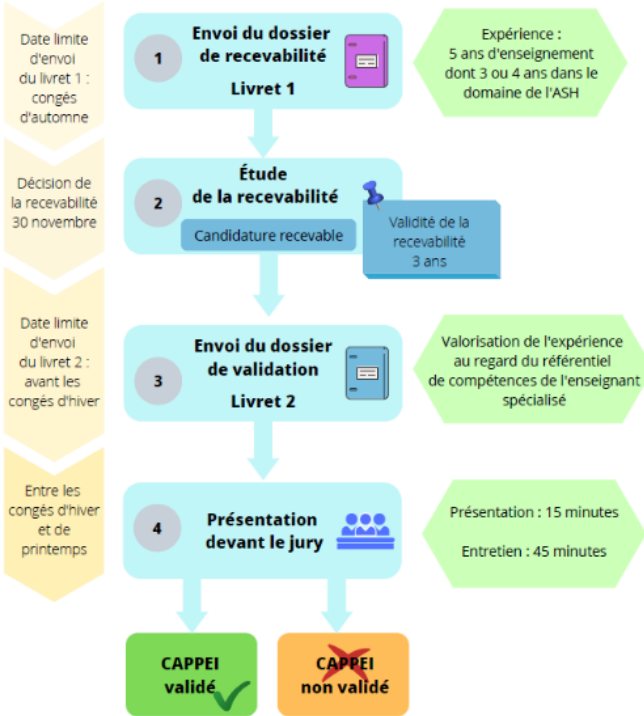 Date limite
d'envoi
du livret 1 :
congés
d'automne
1
Envoi du dossier
de recevabilité
Livret 1
Expérience :
5 ans d'enseignement
dont 3 ou 4 ans dans le
domaine de l'ASH
Décision de
la recevabilité
30 novembre
2
Étude
de la recevabilité
Candidature recevable
Validité de la
recevabilité
3 ans
Date limite
d'envoi
du livret 2 :
avant les
congés d'hiver
3
Envoi du dossier
de validation
Livret 2
Valorisation de l'expérience
au regard du référentiel
de compétences de l'enseignant
spécialisé
Entre les
congés d'hiver
et de
printemps
4
Présentation
devant le jury
Présentation : 15 minutes
Entretien : 45 minutes
CAPPEI
validé
CAPPEI
non validé